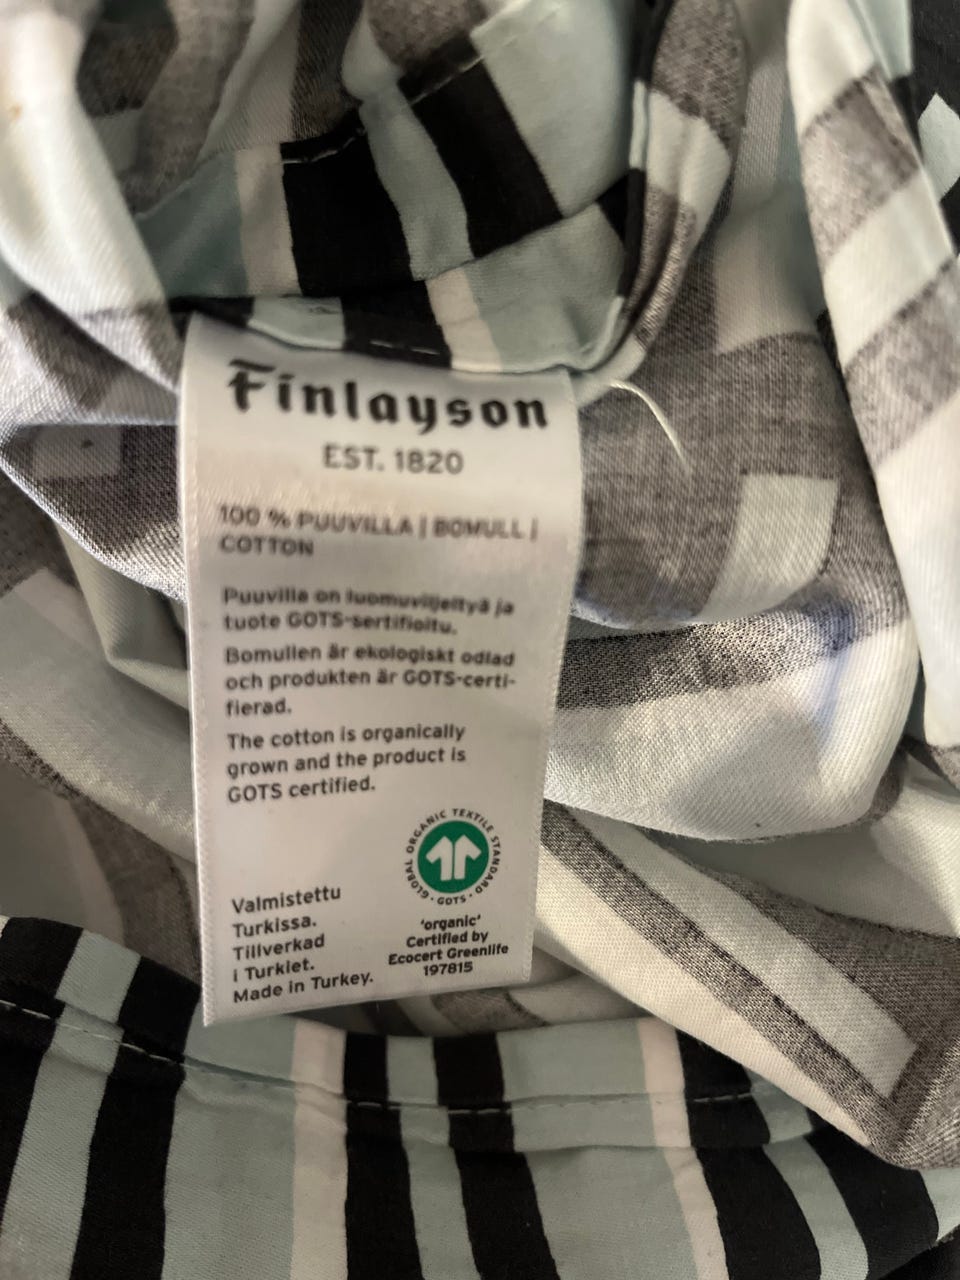 Finlayson
EST. 1820
100 % PUUVILLA | BOMULL |
COTTON
Puuvilla on luomuviljeltyä ja
tuote GOTS-sertifioitu.
Bomullen är ekologiskt odlad
och produkten är GOTS-certi-
fierad.
The cotton is organically
grown and the product is
GOTS certified.
GLOBAL ORGANIC TEXTILE STANDARD
· GOTS ·
Valmistettu
Turkissa.
Tillverkad
i Turkiet.
Made in Turkey.
'organic'
Certified by
Ecocert Greenlife
197815